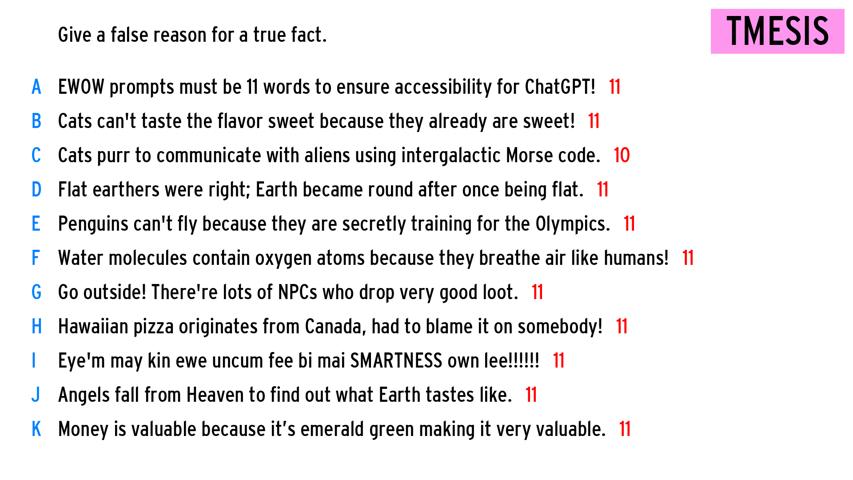 Give a false reason for a true fact.
TMESIS
A EWOW prompts must be 11 words to ensure accessibility for ChatGPT! 11
B Cats can't taste the flavor sweet because they already are sweet! 11
C Cats purr to communicate with aliens using intergalactic Morse code. 10
D Flat earthers were right; Earth became round after once being flat. 11
E Penguins can't fly because they are secretly training for the Olympics. 11
F Water molecules contain oxygen atoms because they breathe air like humans! 11
G Go outside! There're lots of NPCs who drop very good loot. 11
H Hawaiian pizza originates from Canada, had to blame it on somebody! 11
I Eye'm may kin ewe uncum fee bi mai SMARTNESS own lee!!!!!! 11
J Angels fall from Heaven to find out what Earth tastes like. 11
K Money is valuable because it’s emerald green making it very valuable. 11